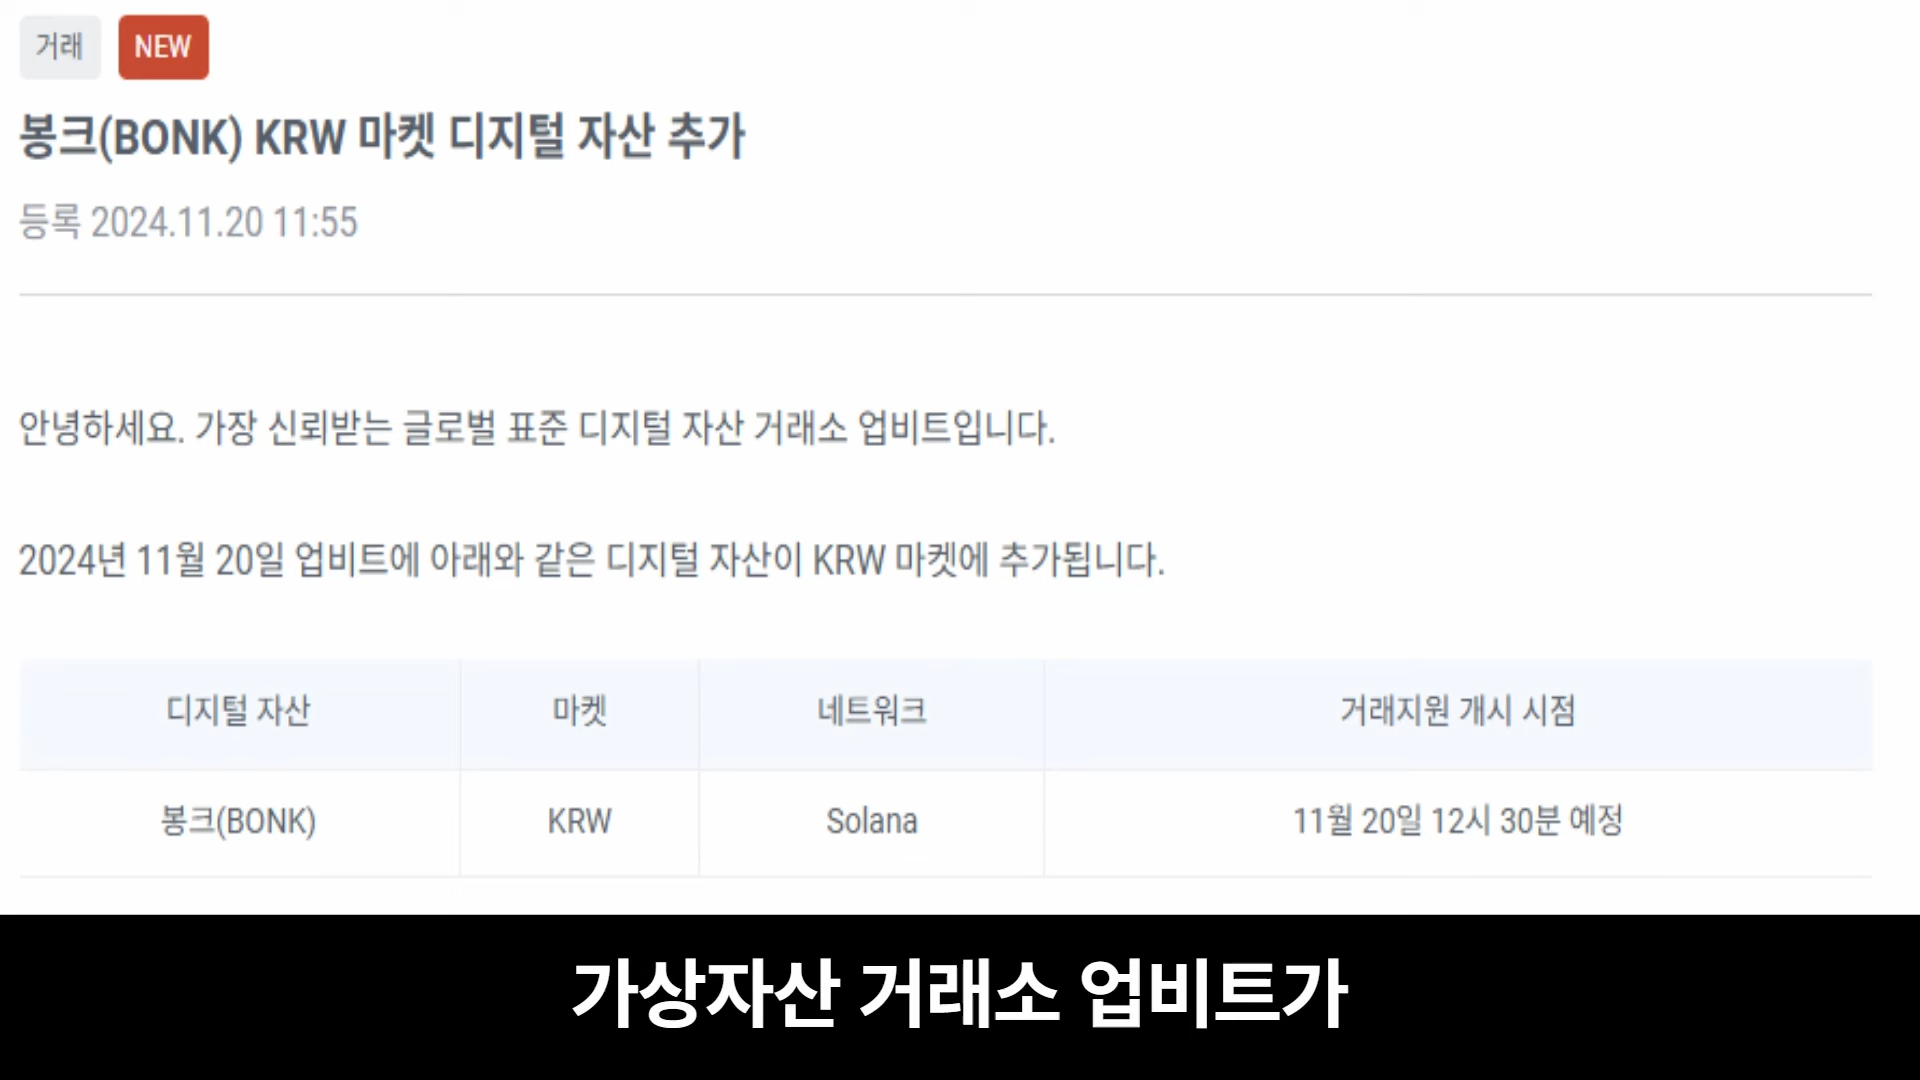 거래 NEW
봉크(BONK) KRW 마켓 디지털 자산 추가
등록 2024.11.20 11:55
안녕하세요. 가장 신뢰받는 글로벌 표준 디지털 자산 거래소 업비트입니다.
2024년 11월 20일 업비트에 아래와 같은 디지털 자산이 KRW 마켓에 추가됩니다.
디지털 자산 마켓 네트워크 거래지원 개시 시점
봉크(BONK) KRW Solana 11월 20일 12시 30분 예정
가상자산 거래소 업비트가